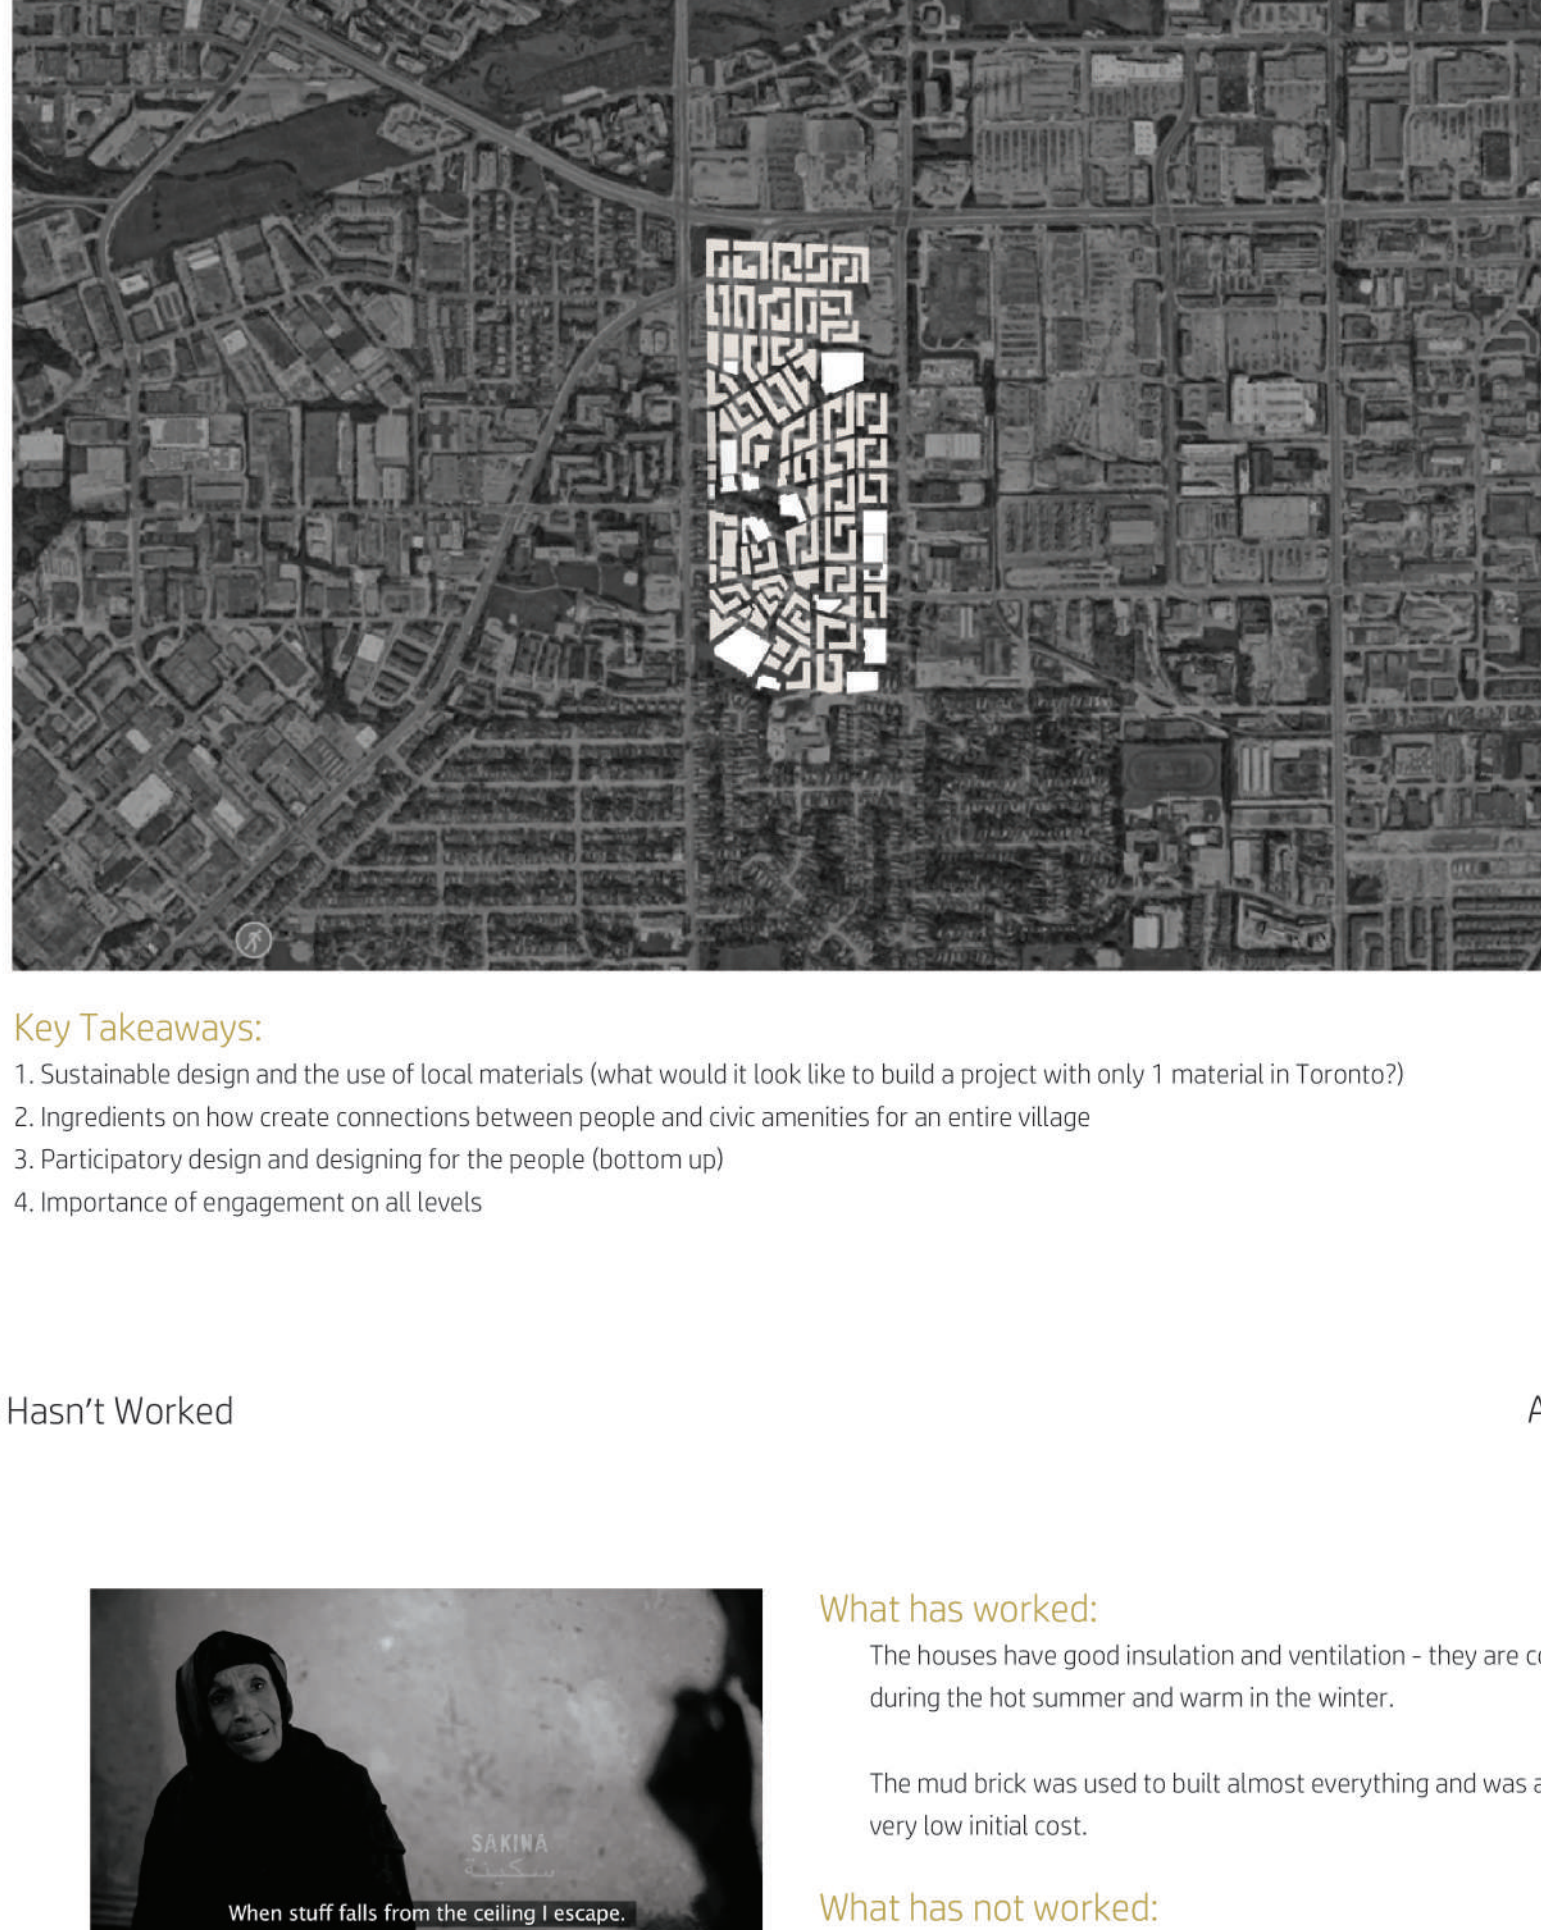 Key Takeaways:
1. Sustainable design and the use of local materials (what would it look like to build a project with only 1 material in Toronto?)
2. Ingredients on how create connections between people and civic amenities for an entire village
3. Participatory design and designing for the people (bottom up)
4. Importance of engagement on all levels
Hasn't Worked
SAKINA
سكينة
When stuff falls from the ceiling I escape.
What has worked:
The houses have good insulation and ventilation - they are
during the hot summer and warm in the winter.
The mud brick was used to built almost everything and was
very low initial cost.
What has not worked: